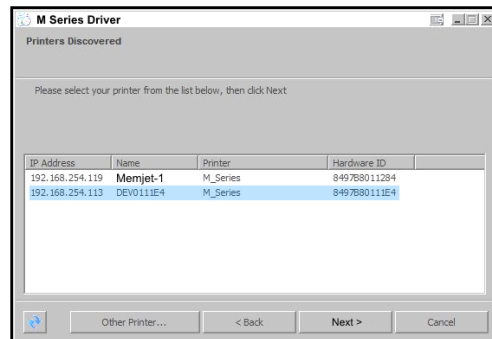 M Series Driver
Printers Discovered
Please select your printer from the list below, then click Next
IP Address Name Printer Hardware ID
192.168.254.119 Memjet-1 M_Series 8497B8011284
192.168.254.113 DEV0111E4 M_Series 8497B80111E4
Other Printer... < Back Next > Cancel